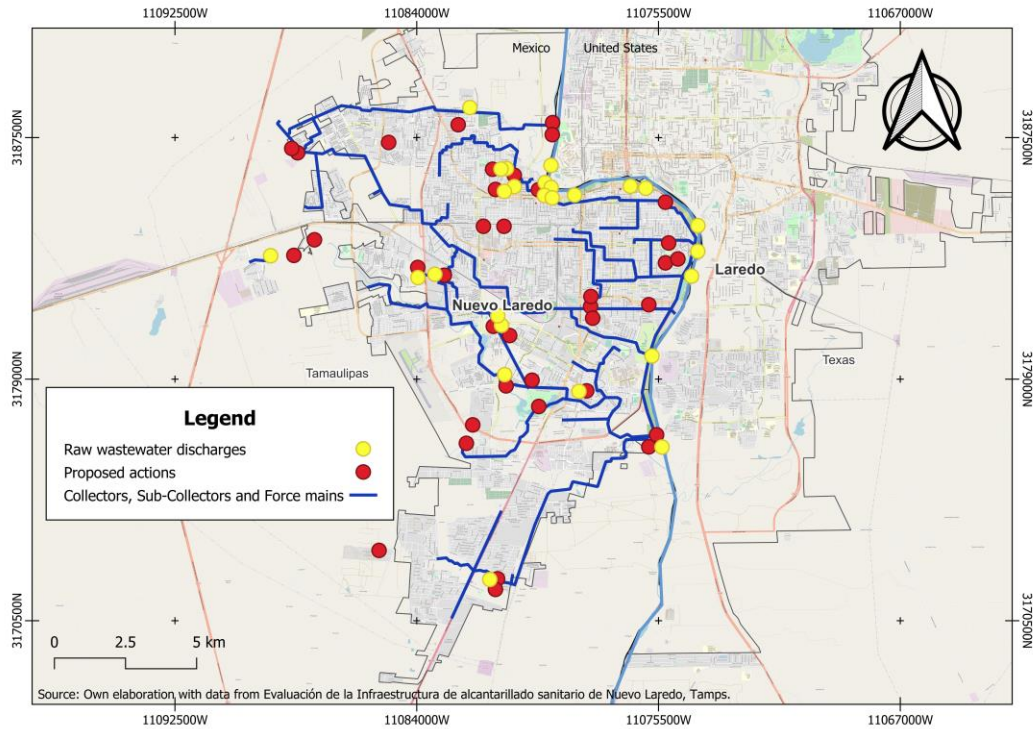 11092500W 11084000W 11075500W 11067000W
Mexico United States
3187500N 3187500N
Laredo
Nuevo Laredo
Tamaulipas Texas
3179000N 3179000N
Legend
Raw wastewater discharges
Proposed actions
Collectors, Sub-Collectors and Force mains
3170500N 3170500N
0 2.5 5 km
Source: Own elaboration with data from Evaluación de la Infraestructura de alcantarillado sanitario de Nuevo Laredo, Tamps.
11092500W 11084000W 11075500W 11067000W